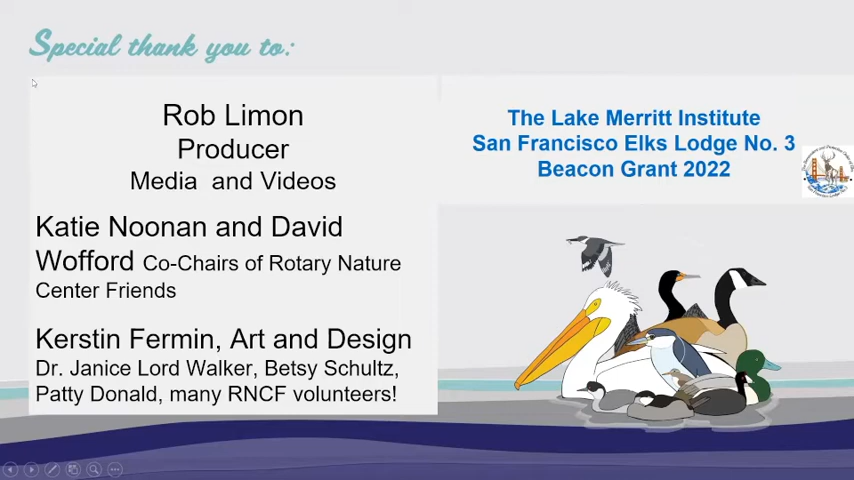 Special thank you to:
Rob Limon
Producer
Media and Videos
Katie Noonan and David
Wofford Co-Chairs of Rotary Nature
Center Friends
Kerstin Fermin, Art and Design
Dr. Janice Lord Walker, Betsy Schultz,
Patty Donald, many RNCF volunteers!
The Lake Merritt Institute
San Francisco Elks Lodge No. 3
Beacon Grant 2022